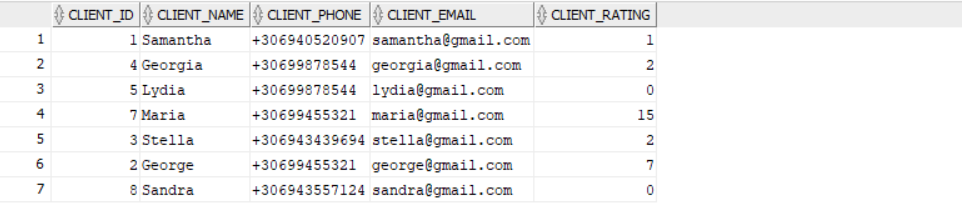 CLIENT_ID CLIENT_NAME CLIENT_PHONE CLIENT_EMAIL CLIENT_RATING
1 1 Samantha +306940520907 samantha@gmail.com 1
2 4 Georgia +30699878544 georgia@gmail.com 2
3 5 Lydia +30699878544 lydia@gmail.com 0
4 7 Maria +30699455321 maria@gmail.com 15
5 3 Stella +306943439694 stella@gmail.com 2
6 2 George +30699455321 george@gmail.com 7
7 8 Sandra +306943557124 sandra@gmail.com 0